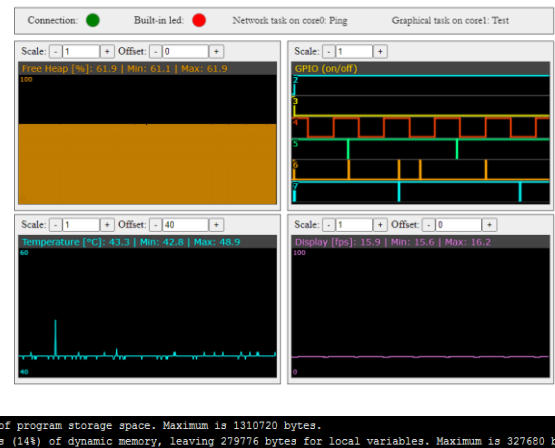 Connection: Built-in led: Network task on core0: Ping Graphical task on core1: Test
Scale: - 1 + Offset: - 0 +
Free Heap [%]: 61.9 | Min: 61.1 | Max: 61.9
100
Scale: - 1 +
GPIO (on/off)
2
3
4
5
6
7
Scale: - 1 + Offset: - 40 +
Temperature [°C]: 43.3 | Min: 42.8 | Max: 48.9
60
40
Scale: - 1 + Offset: - 0 +
Display [fps]: 15.9 | Min: 15.6 | Max: 16.2
100
0
of program storage space. Maximum is 1310720 bytes.
s (14%) of dynamic memory, leaving 279776 bytes for local variables. Maximum is 327680 b